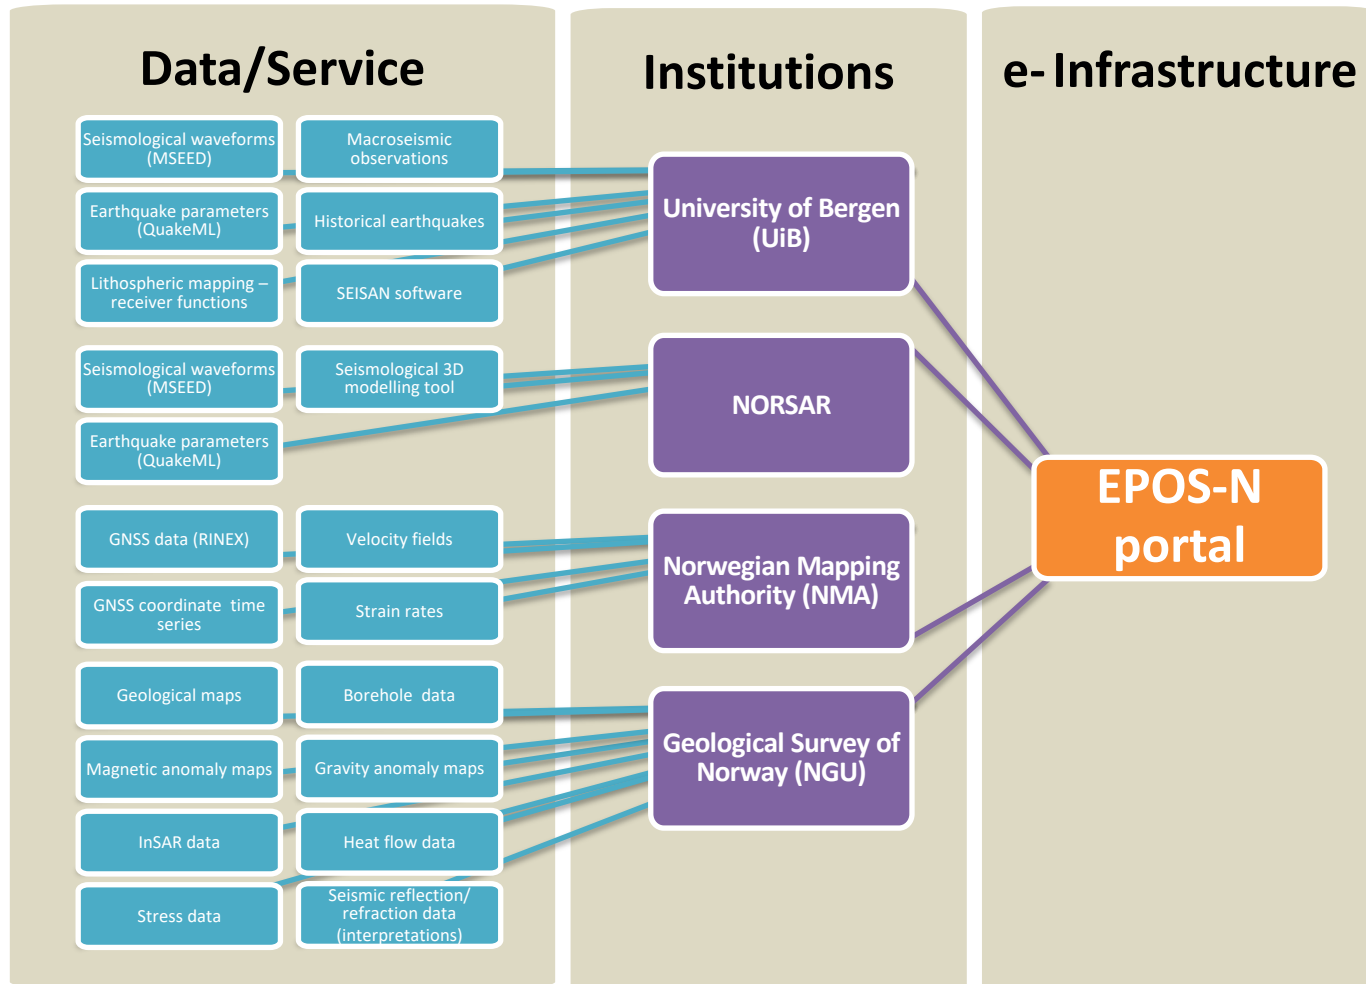 Data/Service
Institutions
e- Infrastructure
Seismological waveforms
(MSEED)
Macroseismic
observations
Earthquake parameters
(QuakeML)
Historical earthquakes
Lithospheric mapping –
receiver functions
SEISAN software
University of Bergen
(UiB)
Seismological waveforms
(MSEED)
Seismological 3D
modelling tool
Earthquake parameters
(QuakeML)
NORSAR
EPOS-N
portal
GNSS data (RINEX)
Velocity fields
GNSS coordinate  time
series
Strain rates
Norwegian Mapping
Authority (NMA)
Geological maps
Borehole  data
Magnetic anomaly maps
Gravity anomaly maps
InSAR data
Heat flow data
Stress data
Seismic reflection/
refraction data
(interpretations)
Geological Survey of
Norway (NGU)